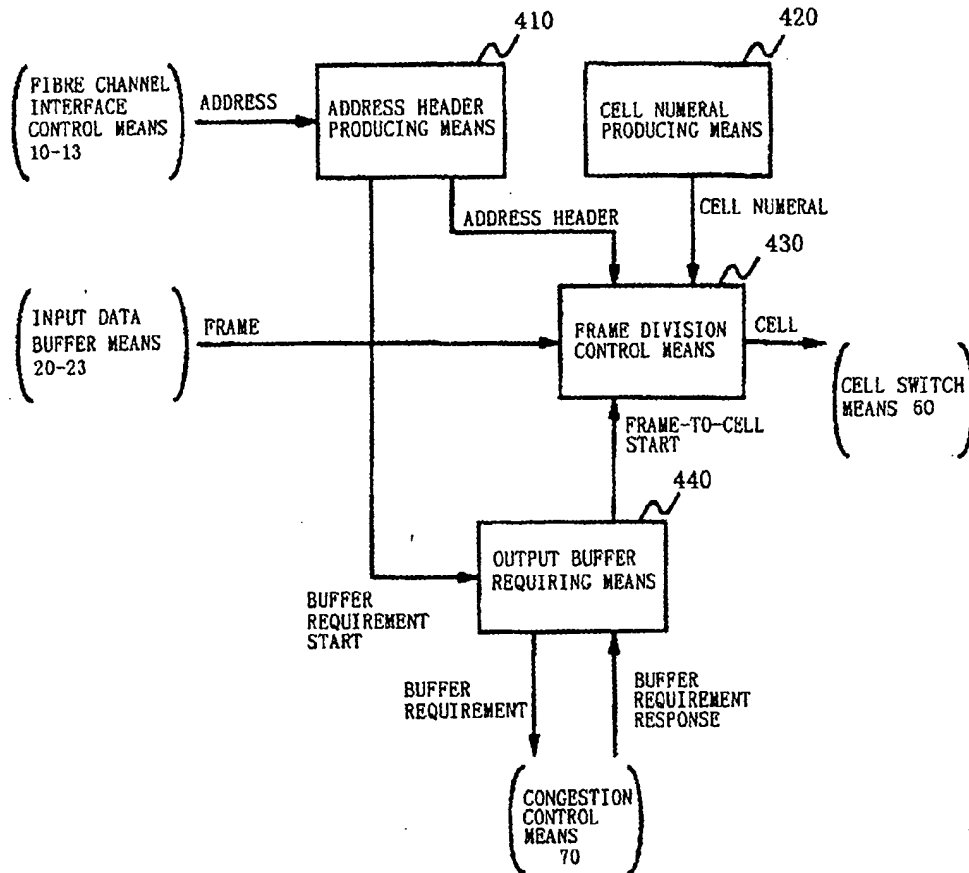 410
420
FIBRE CHANNEL
INTERFACE
CONTROL MEANS
10-13
ADDRESS
ADDRESS HEADER
PRODUCING MEANS
CELL NUMERAL
PRODUCING MEANS
ADDRESS HEADER
CELL NUMERAL
430
INPUT DATA
BUFFER MEANS
20-23
FRAME
FRAME DIVISION
CONTROL MEANS
CELL
CELL SWITCH
MEANS 60
FRAME-TO-CELL
START
440
OUTPUT BUFFER
REQUIRING MEANS
BUFFER
REQUIREMENT
START
BUFFER
REQUIREMENT
BUFFER
REQUIREMENT
RESPONSE
CONGESTION
CONTROL
MEANS
70